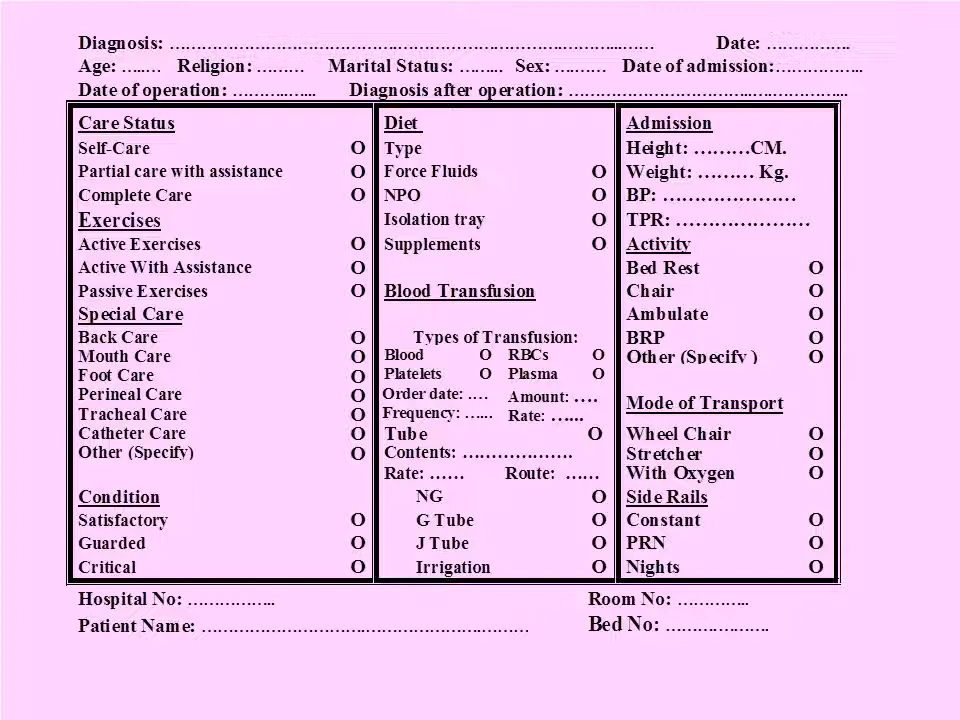 Diagnosis: ………………………………………………………………………..…… Date: …………….
Age: ….… Religion: ……… Marital Status: …….. Sex: ………. Date of admission:……………..
Date of operation: ………..….. Diagnosis after operation: ……………………………..………………..
Care Status
Self-Care O
Partial care with assistance O
Complete Care O
Exercises
Active Exercises O
Active With Assistance O
Passive Exercises O
Special Care
Back Care O
Mouth Care O
Foot Care O
Perineal Care O
Tracheal Care O
Catheter Care O
Other (Specify) O
Condition
Satisfactory O
Guarded O
Critical O
Diet
Type
Force Fluids O
NPO O
Isolation tray O
Supplements O
Blood Transfusion
Types of Transfusion:
Blood O RBCs O
Platelets O Plasma O
Order date: …. Amount: ….
Frequency: …... Rate: …...
Tube O
Contents: ………………….
Rate: …… Route: ……
NG O
G Tube O
J Tube O
Irrigation O
Admission
Height: ………CM.
Weight: ……… Kg.
BP: …………………
TPR: …………………
Activity
Bed Rest O
Chair O
Ambulate O
BRP O
Other (Specify ) O
Mode of Transport
Wheel Chair O
Stretcher O
With Oxygen O
Side Rails
Constant O
PRN O
Nights O
Hospital No: …………….. Room No: …………..
Patient Name: ……………………………………………………… Bed No: ………………….